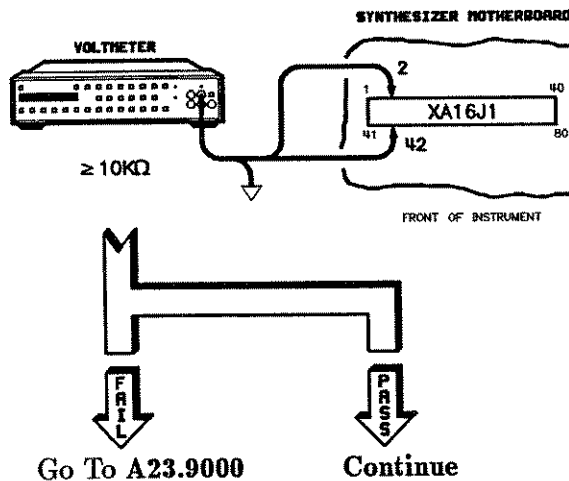 SYNTHESIZER MOTHERBOARD
VOLTMETER
2
1
40
XA16J1
41
42
80
≥ 10KΩ
FRONT OF INSTRUMENT
FAIL
PASS
Go To A23.9000
Continue